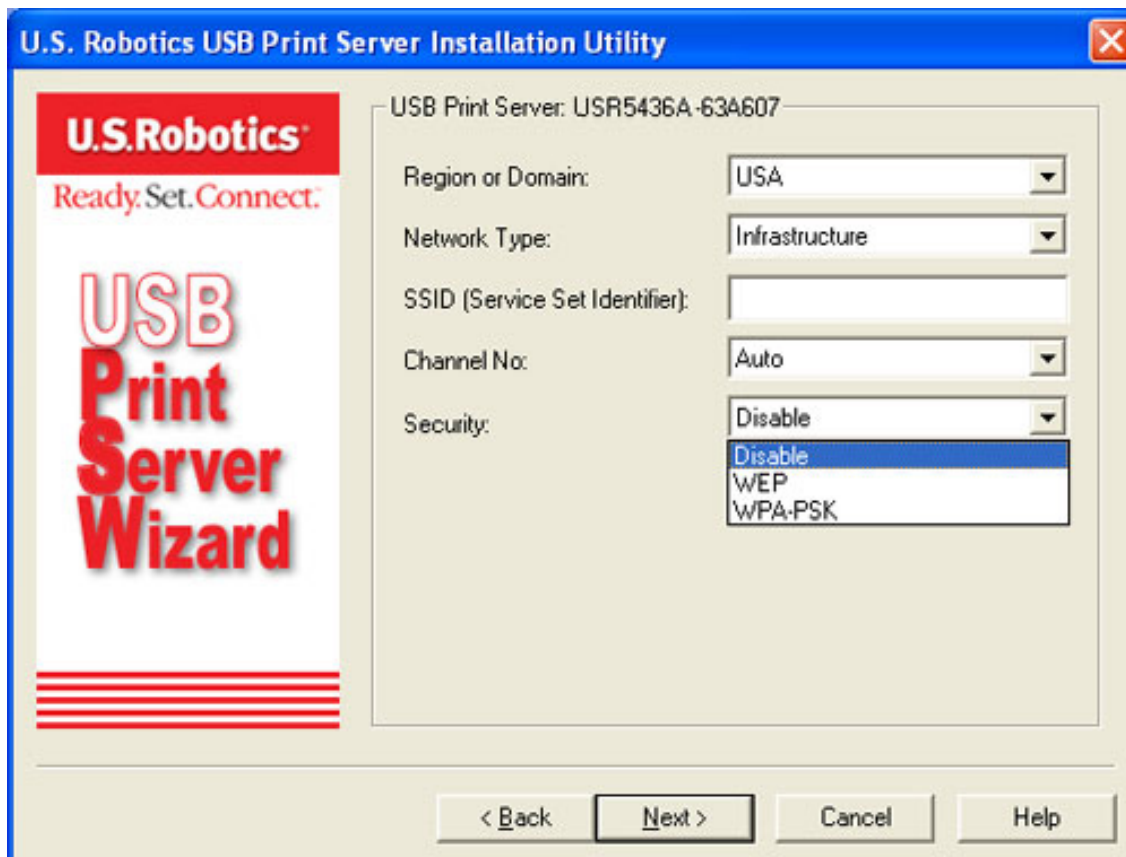 U.S. Robotics USB Print Server Installation Utility
U.S.Robotics
Ready. Set. Connect.™
USB
Print
Server
Wizard
USB Print Server: USR5436A-63A607
Region or Domain: USA
Network Type: Infrastructure
SSID (Service Set Identifier):
Channel No: Auto
Security: Disable
Disable
WEP
WPA-PSK
< Back Next > Cancel Help